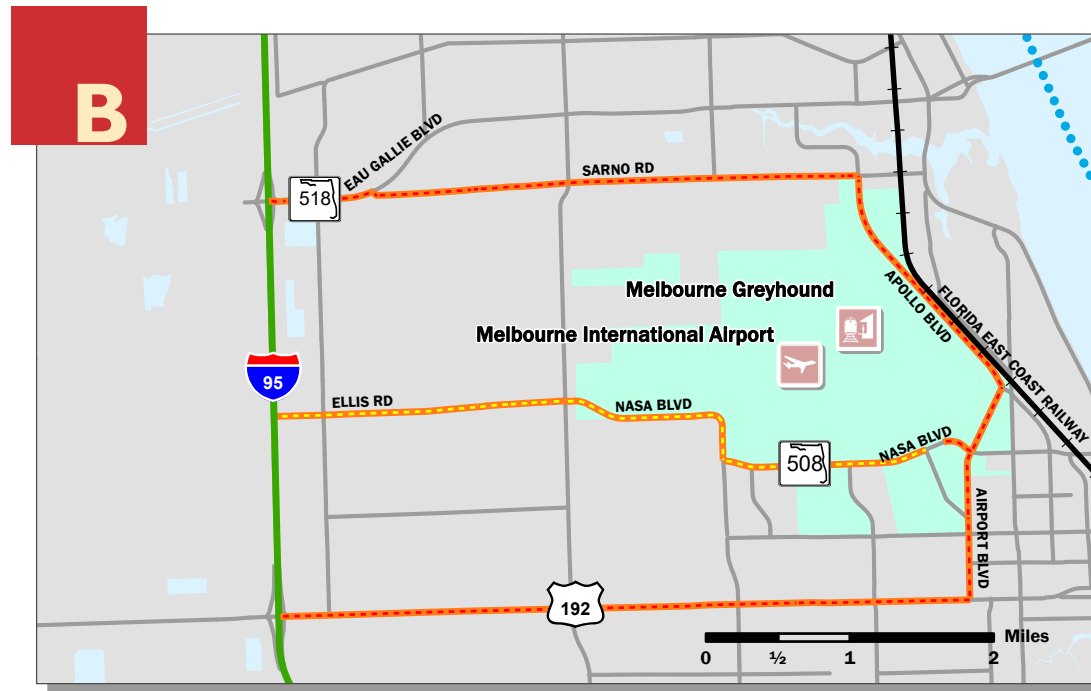 B
EAU GALLIE BLVD
518
SARNO RD
Melbourne Greyhound
APOLLO BLVD
FLORIDA EAST COAST RAILWAY
Melbourne International Airport
95
ELLIS RD
NASA BLVD
NASA BLVD
508
AIRPORT BLVD
192
Miles
0 ½ 1 2